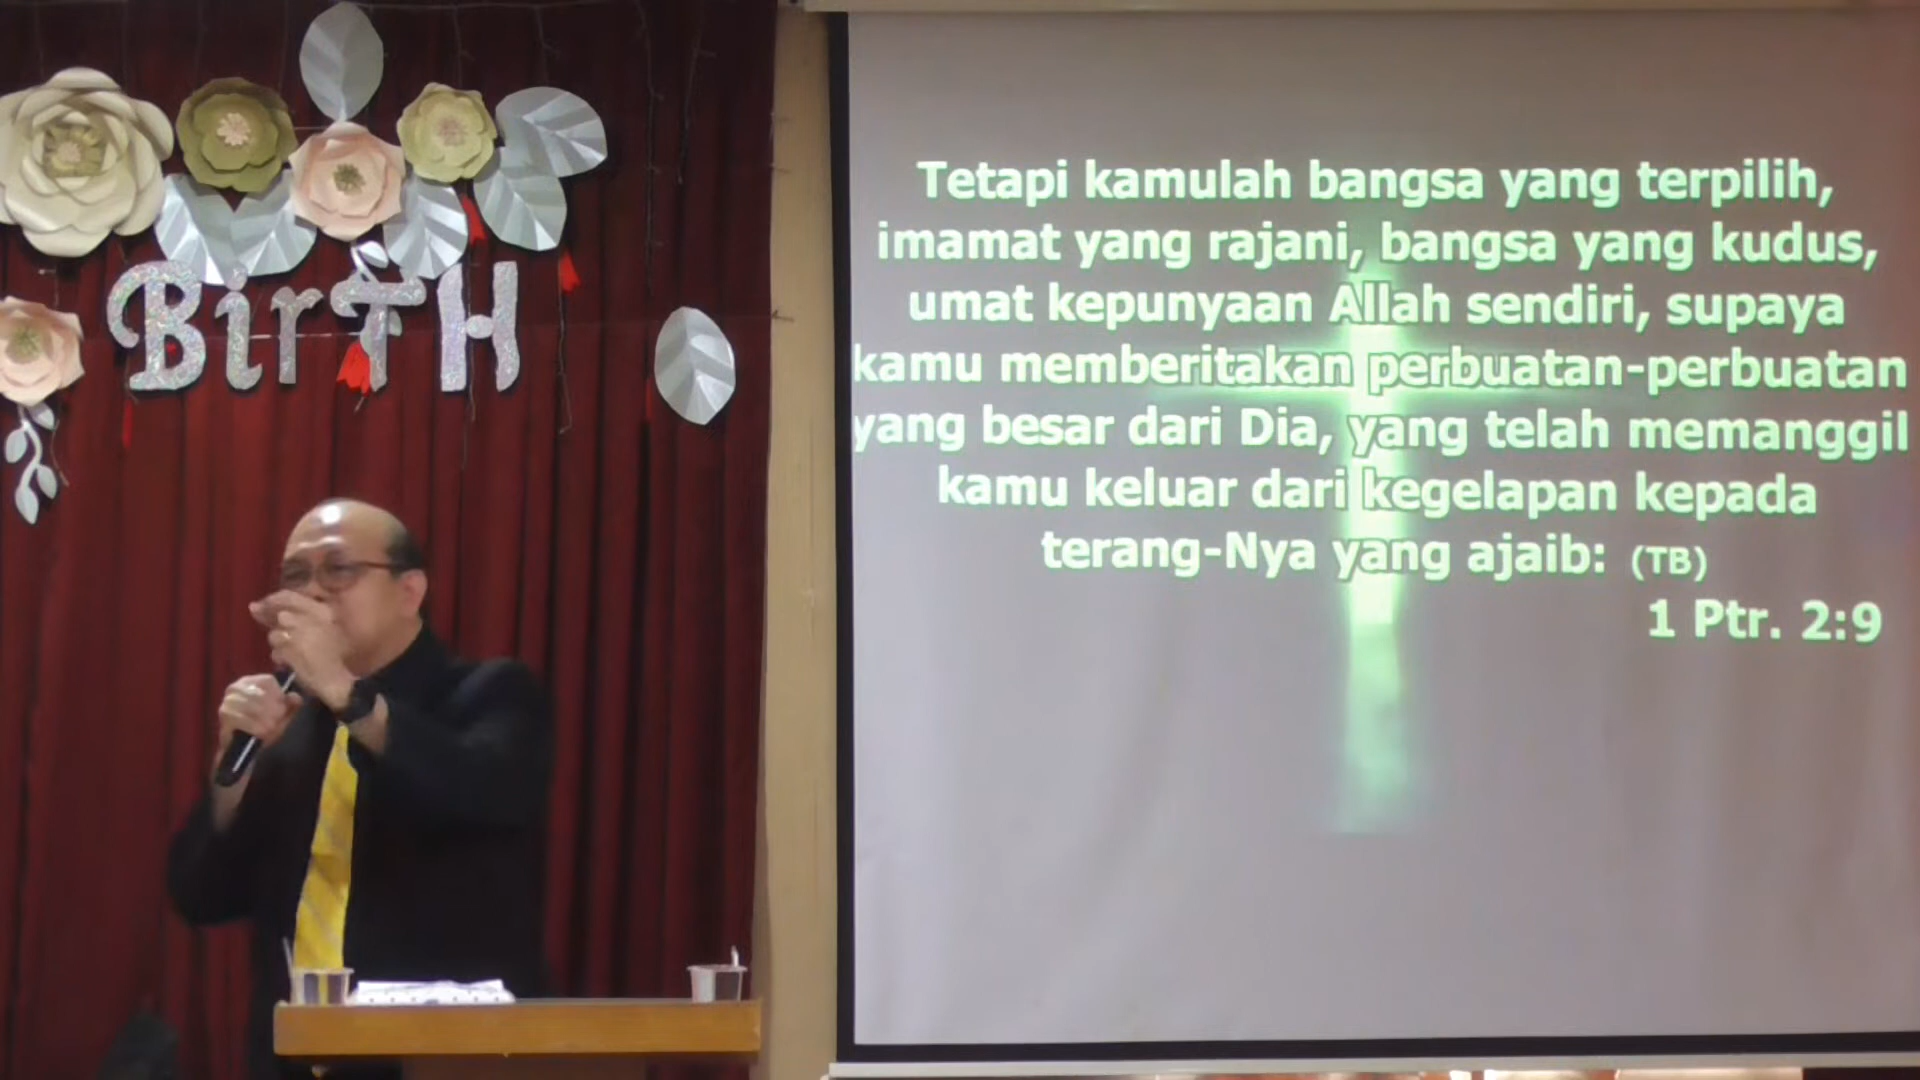 BirTH
Tetapi kamulah bangsa yang terpilih,
imamat yang rajani, bangsa yang kudus,
umat kepunyaan Allah sendiri, supaya
kamu memberitakan perbuatan-perbuatan
yang besar dari Dia, yang telah memanggil
kamu keluar dari kegelapan kepada
terang-Nya yang ajaib: (TB)
1 Ptr. 2:9